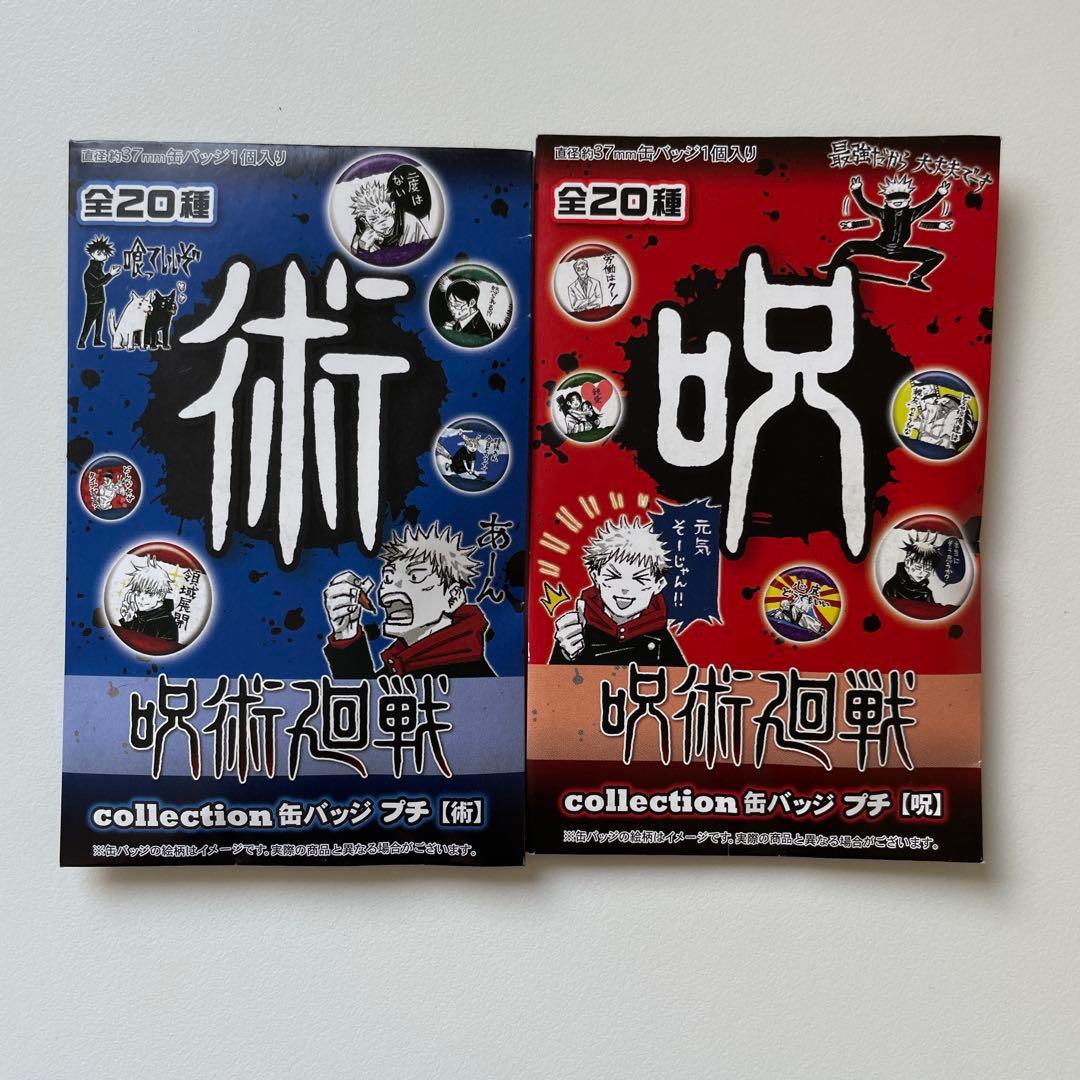 直径約37mm缶バッジ1個入り
全20種
二度はない
喰っていいぞ
術
領域展開
あーん
呪術廻戦
collection 缶バッジ プチ【術】
※缶バッジの絵柄はイメージです。実際の商品と異なる場合がございます。
直径約37mm缶バッジ1個入り
最強だから 大丈夫です
全20種
労働はクソ!
呪
元気
そーじゃん!!
呪術廻戦
collection 缶バッジ プチ【呪】
※缶バッジの絵柄はイメージです。実際の商品と異なる場合がございます。